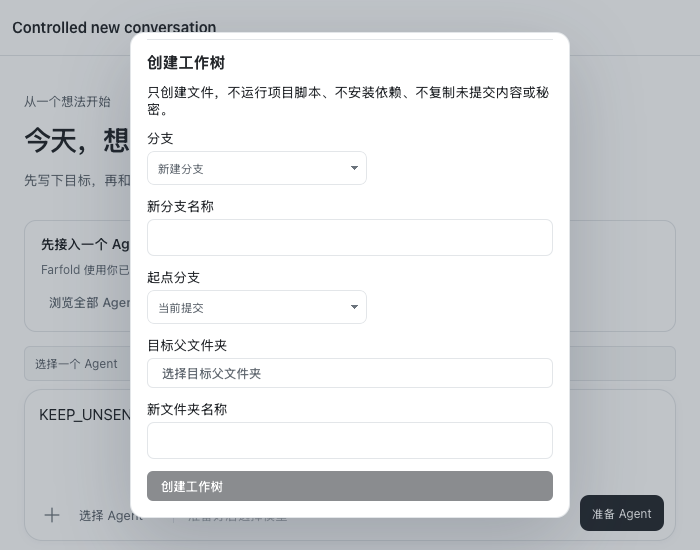 Controlled new conversation
从一个想法开始
今天，想
先写下目标，再和
先接入一个 Ag
Farfold 使用你已
浏览全部 Agen
选择一个 Agent
KEEP_UNSEN
选择 Agent
准备 Agent
创建工作树
只创建文件，不运行项目脚本、不安装依赖、不复制未提交内容或秘
密。
分支
新建分支
新分支名称
起点分支
当前提交
目标父文件夹
选择目标父文件夹
新文件夹名称
创建工作树